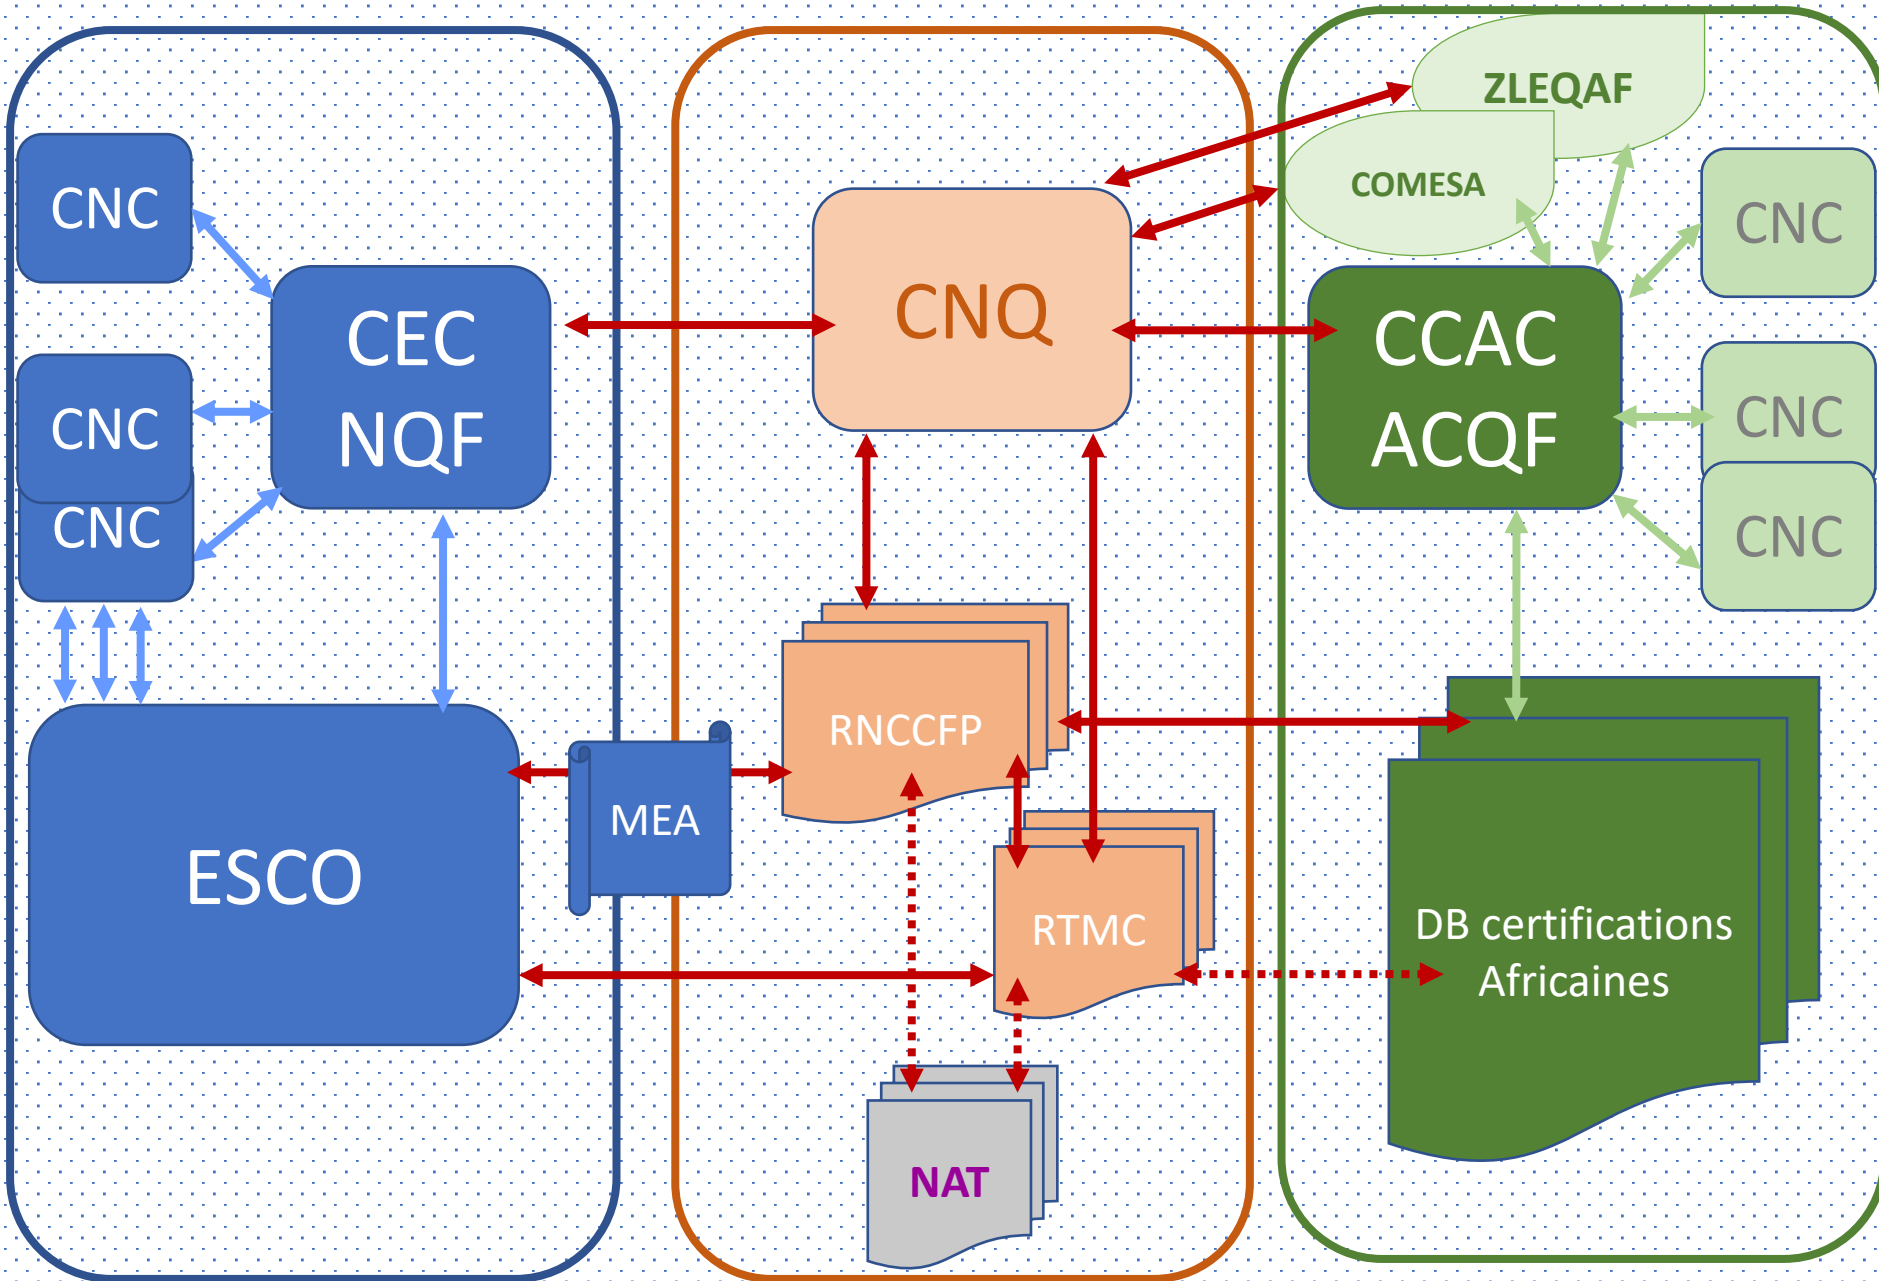 CNC
CEC
NQF
CNC
CNC
ESCO
MEA
CNQ
RNCCFP
RTMC
NAT
ZLEQAF
COMESA
CNC
CCAC
ACQF
CNC
CNC
DB certifications
Africaines